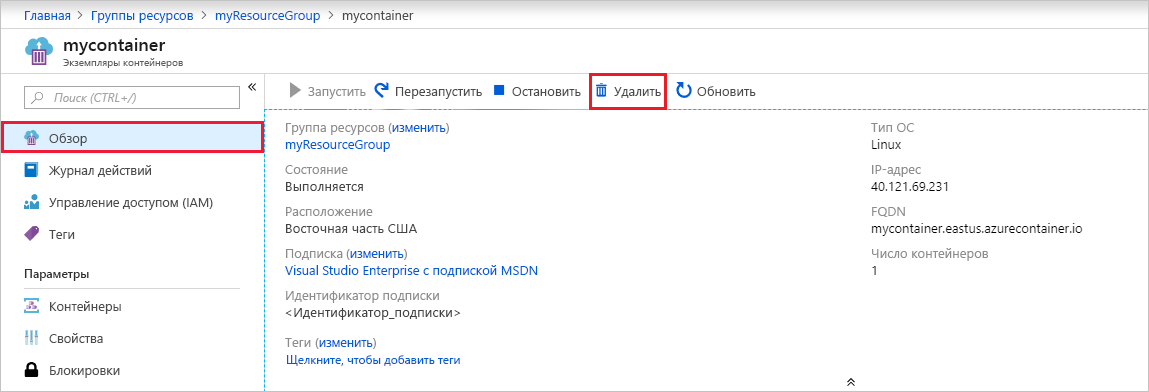 Главная > Группы ресурсов > myResourceGroup > mycontainer
mycontainer
Экземпляры контейнеров
Поиск (CTRL+/)
«
Обзор
Журнал действий
Управление доступом (IAM)
Теги
Параметры
Контейнеры
Свойства
Блокировки
Запустить Перезапустить Остановить Удалить Обновить
Группа ресурсов (изменить)
myResourceGroup
Состояние
Выполняется
Расположение
Восточная часть США
Подписка (изменить)
Visual Studio Enterprise с подпиской MSDN
Идентификатор подписки
<Идентификатор_подписки>
Теги (изменить)
Щелкните, чтобы добавить теги
Тип ОС
Linux
IP-адрес
40.121.69.231
FQDN
mycontainer.eastus.azurecontainer.io
Число контейнеров
1